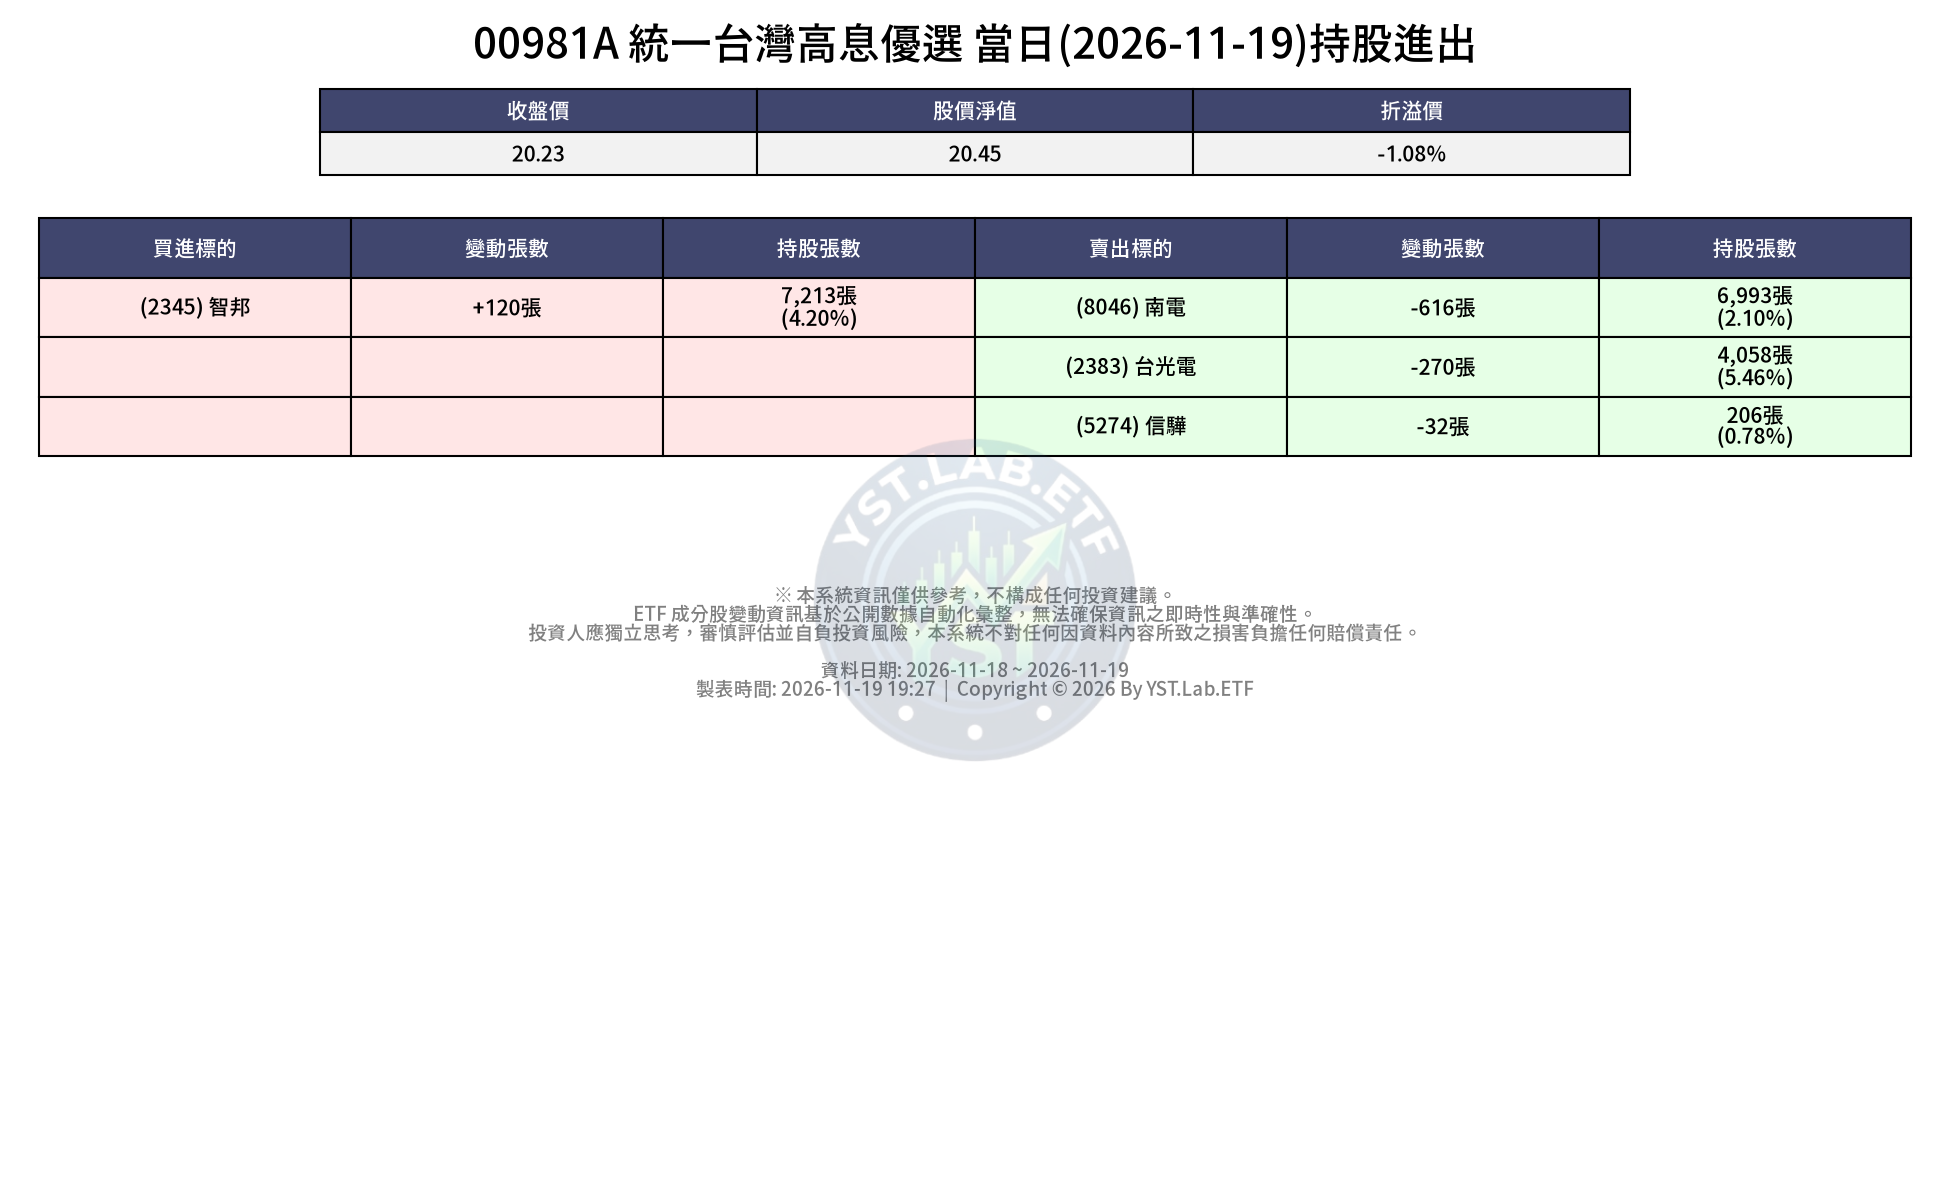 00981A 統一台灣高息優選 當日(2026-11-19)持股進出
收盤價 股價淨值 折溢價
20.23 20.45 -1.08%
買進標的 變動張數 持股張數 賣出標的 變動張數 持股張數
(2345) 智邦 +120張 7,213張 (4.20%) (8046) 南電 -616張 6,993張 (2.10%)
(2383) 台光電 -270張 4,058張 (5.46%)
(5274) 信驊 -32張 206張 (0.78%)
YST.LAB.ETF
※ 本系統資訊僅供參考，不構成任何投資建議。
ETF 成分股變動資訊基於公開數據自動化彙整，無法確保資訊之即時性與準確性。
投資人應獨立思考，審慎評估並自負投資風險，本系統不對任何因資料內容所致之損害負擔任何賠償責任。
YST
資料日期: 2026-11-18 ~ 2026-11-19
製表時間: 2026-11-19 19:27 | Copyright © 2026 By YST.Lab.ETF